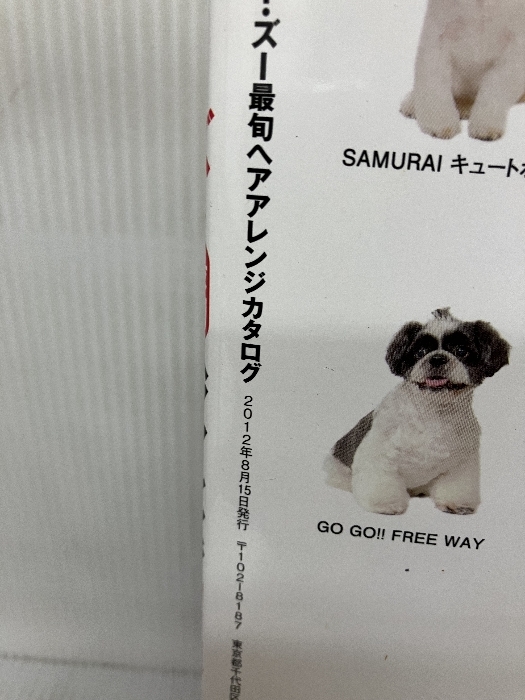 ズー最旬ヘアアレンジカタログ 2012年8月15日発行 〒102-8187 東京都千代田区
SAMURAI キュート
GO GO!! FREE WAY